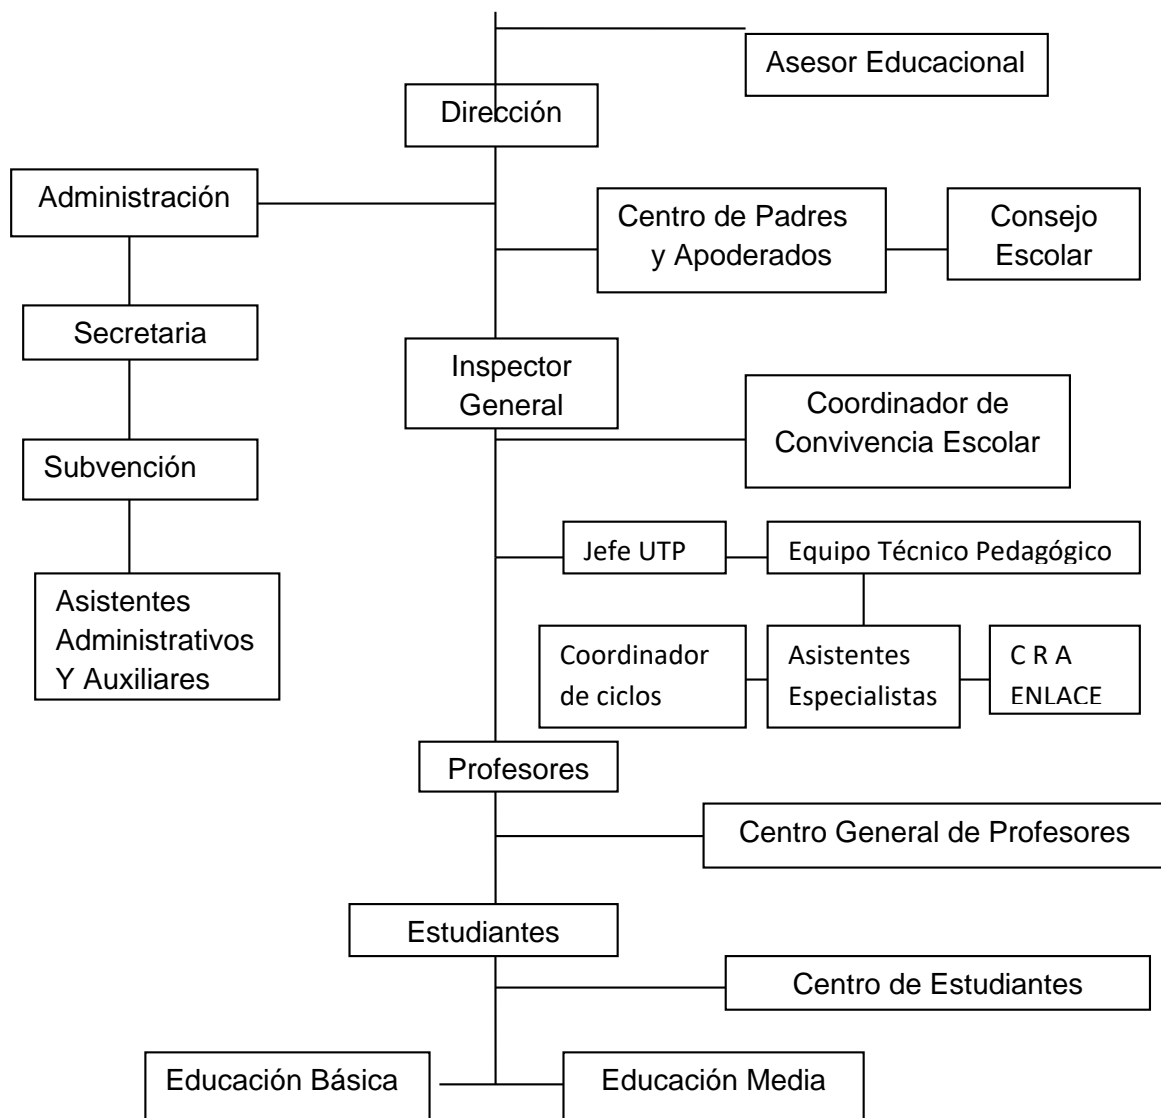 Asesor Educacional
Dirección
Administración
Centro de Padres
y Apoderados
Consejo
Escolar
Secretaria
Inspector
General
Coordinador de
Convivencia Escolar
Subvención
Jefe UTP
Equipo Técnico Pedagógico
Asistentes
Administrativos
Y Auxiliares
Coordinador
de ciclos
Asistentes
Especialistas
C R A
ENLACE
Profesores
Centro General de Profesores
Estudiantes
Centro de Estudiantes
Educación Básica
Educación Media